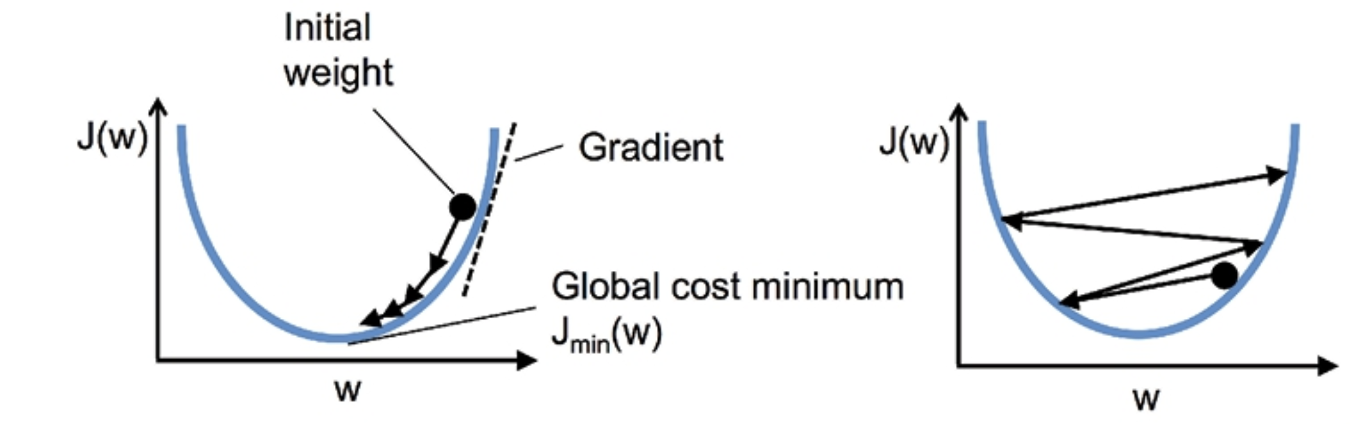 Initial
weight
J(w)
Gradient
Global cost minimum
Jmin(w)
w
J(w)
w